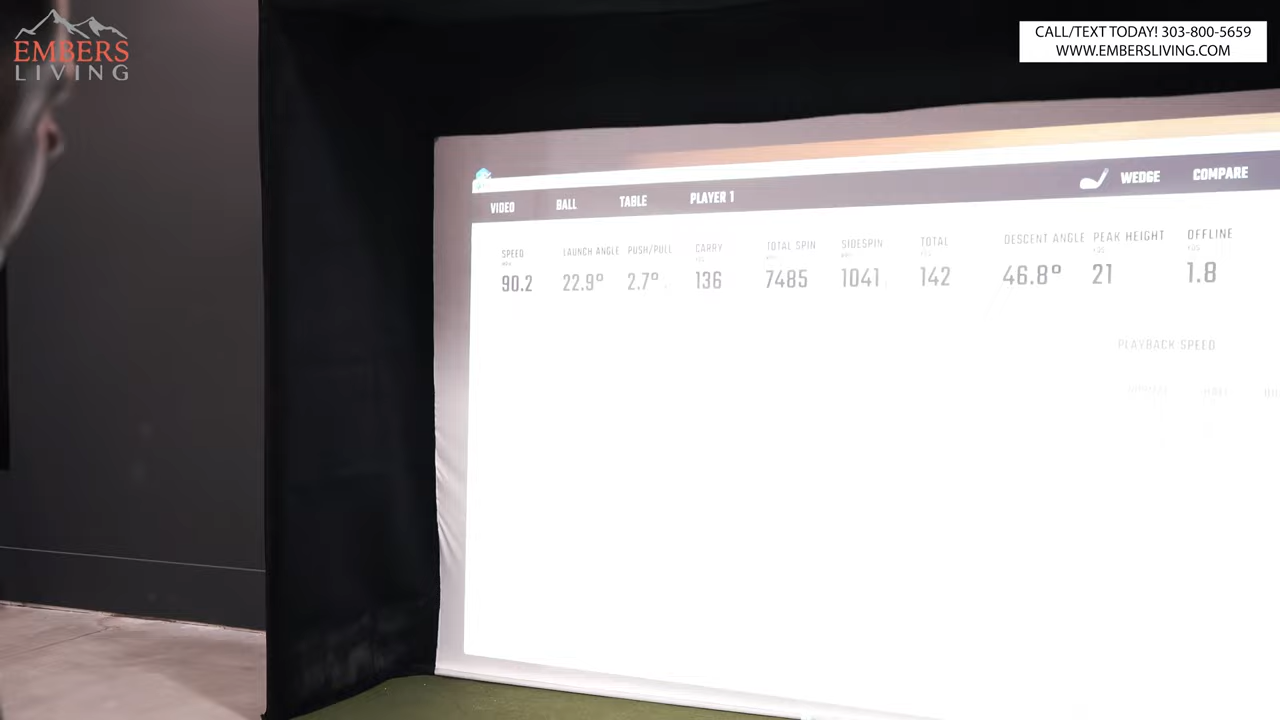 EMBERS
LIVING
CALL/TEXT TODAY! 303-800-5659
WWW.EMBERSLIVING.COM
VIDEO BALL TABLE PLAYER 1 WEDGE COMPARE
SPEED LAUNCH ANGLE PUSH/PULL CARRY TOTAL SPIN SIDESPIN TOTAL DESCENT ANGLE PEAK HEIGHT OFFLINE
90.2 22.9° 2.7° 136 7485 1041 142 46.8° 21 1.8
PLAYBACK SPEED